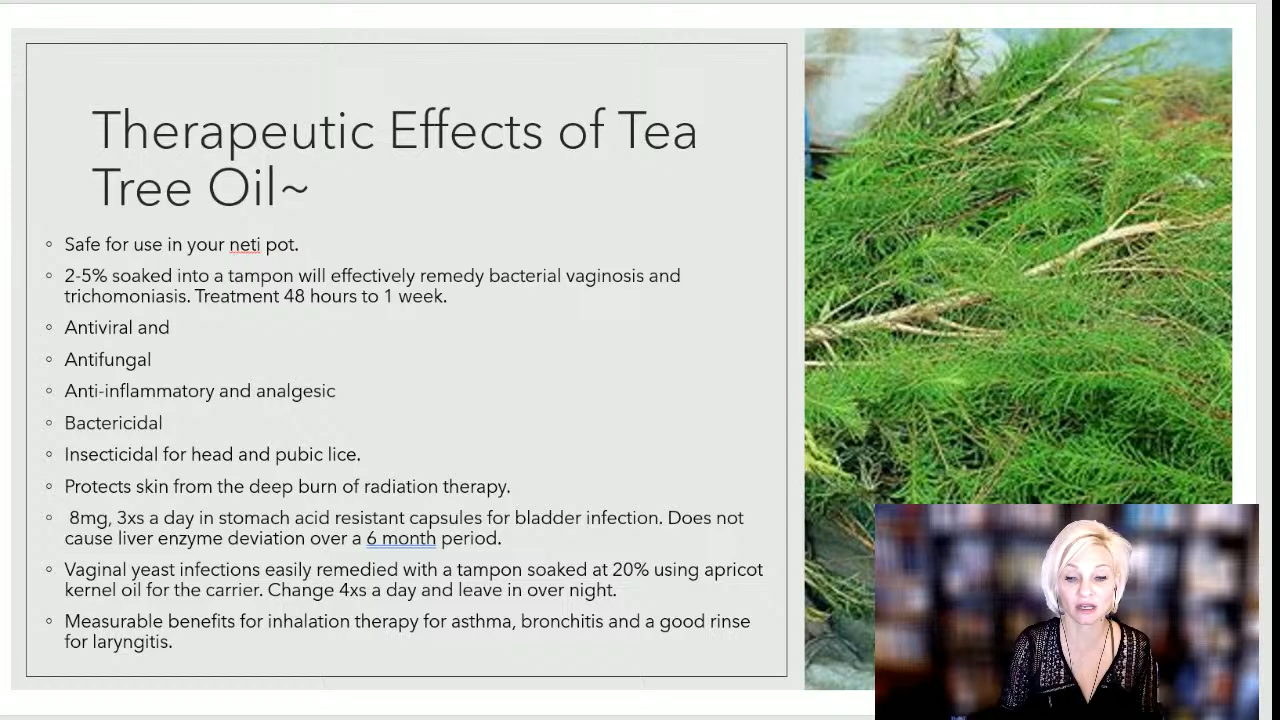 Therapeutic Effects of Tea
Tree Oil~
Safe for use in your neti pot.
2-5% soaked into a tampon will effectively remedy bacterial vaginosis and
trichomoniasis. Treatment 48 hours to 1 week.
Antiviral and
Antifungal
Anti-inflammatory and analgesic
Bactericidal
Insecticidal for head and pubic lice.
Protects skin from the deep burn of radiation therapy.
8mg, 3xs a day in stomach acid resistant capsules for bladder infection. Does not
cause liver enzyme deviation over a 6 month period.
Vaginal yeast infections easily remedied with a tampon soaked at 20% using apricot
kernel oil for the carrier. Change 4xs a day and leave in over night.
Measurable benefits for inhalation therapy for asthma, bronchitis and a good rinse
for laryngitis.